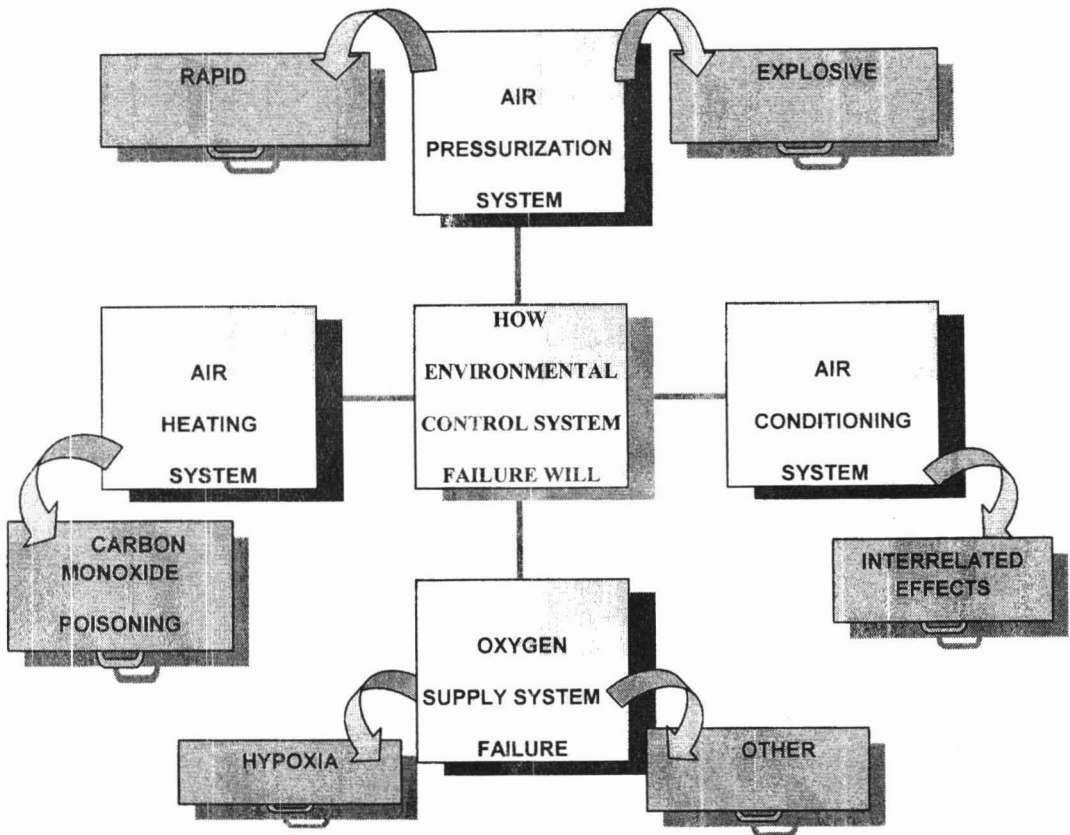 RAPID
AIR
PRESSURIZATION
SYSTEM
EXPLOSIVE
AIR
HEATING
SYSTEM
HOW
ENVIRONMENTAL
CONTROL SYSTEM
FAILURE WILL
AIR
CONDITIONING
SYSTEM
CARBON
MONOXIDE
POISONING
INTERRELATED
EFFECTS
OXYGEN
SUPPLY SYSTEM
FAILURE
HYPOXIA
OTHER